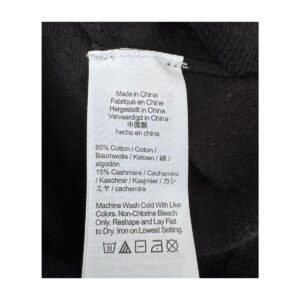 Made in China
Fabriqué en Chine
Hergestellt in China
Vervaardigd in China
中国製
hecho en china
85% Cotton / Coton /
Baumwolle / Katoen / 綿 /
algodón
15% Cashmere / Cachemire
/ Kaschmir / Kasjmier / カシ
ミヤ / cachemira
Machine Wash Cold With Like
Colors. Non-Chlorine Bleach
Only. Reshape and Lay Flat
to Dry. Iron on Lowest Setting.